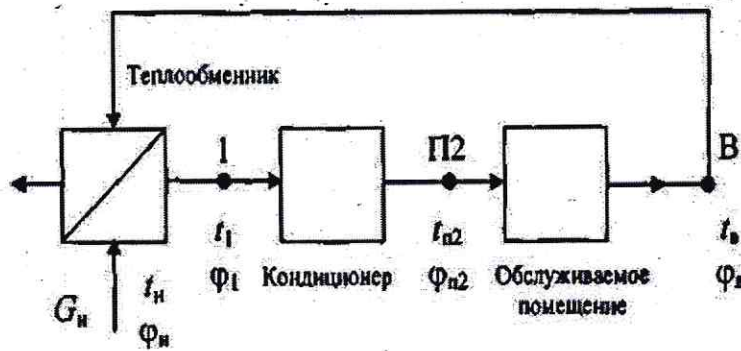 Теплообменник
1
П2
В
t₁
tп2
tв
φ₁
Кондиционер
φп2
Обслуживаемое
помещение
φв
Gн
tн
φн